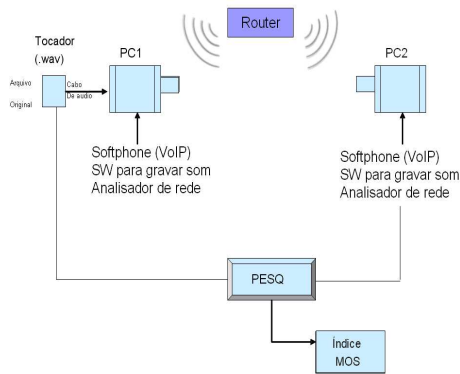 Router
Tocador
(.wav)
PC1
PC2
Arquivo
Original
Cabo
De audio
Softphone (VoIP)
SW para gravar som
Analisador de rede
Softphone (VoIP)
SW para gravar som
Analisador de rede
PESQ
Índice
MOS